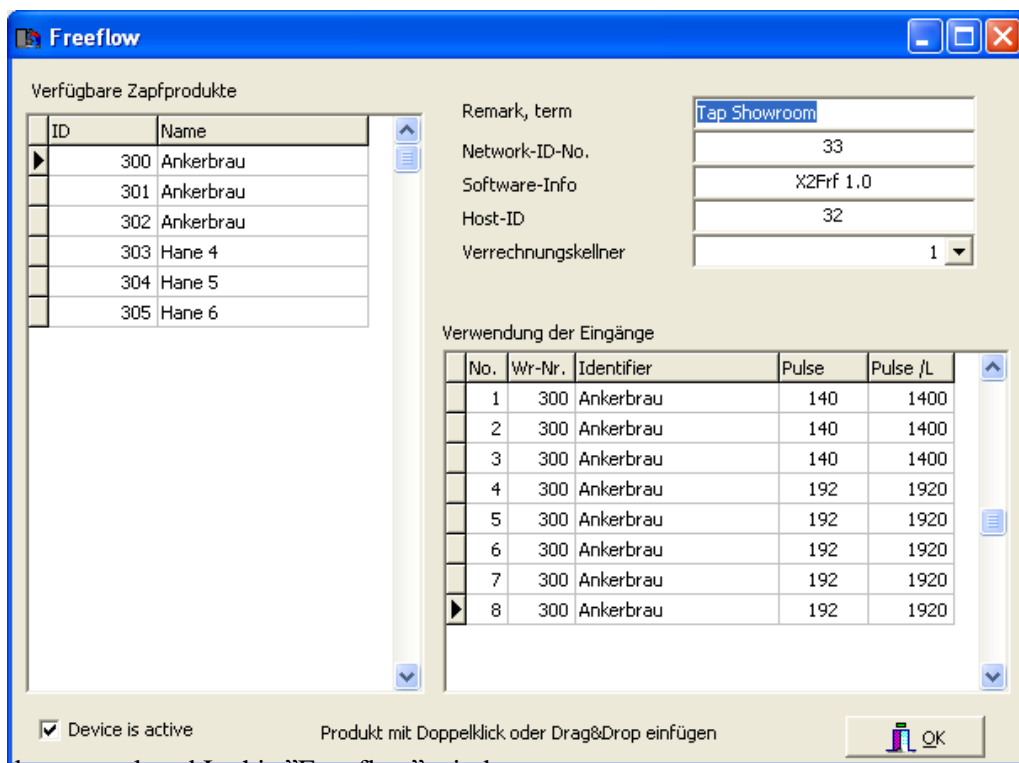 Freeflow
Verfügbare Zapfprodukte
ID Name
300 Ankerbrau
301 Ankerbrau
302 Ankerbrau
303 Hane 4
304 Hane 5
305 Hane 6
Remark, term Tap Showroom
Network-ID-No. 33
Software-Info X2Frf 1.0
Host-ID 32
Verrechnungskellner 1
Verwendung der Eingänge
No. Wr-Nr. Identifier Pulse Pulse /L
1 300 Ankerbrau 140 1400
2 300 Ankerbrau 140 1400
3 300 Ankerbrau 140 1400
4 300 Ankerbrau 192 1920
5 300 Ankerbrau 192 1920
6 300 Ankerbrau 192 1920
7 300 Ankerbrau 192 1920
8 300 Ankerbrau 192 1920
Device is active
Produkt mit Doppelklick oder Drag&Drop einfügen
OK